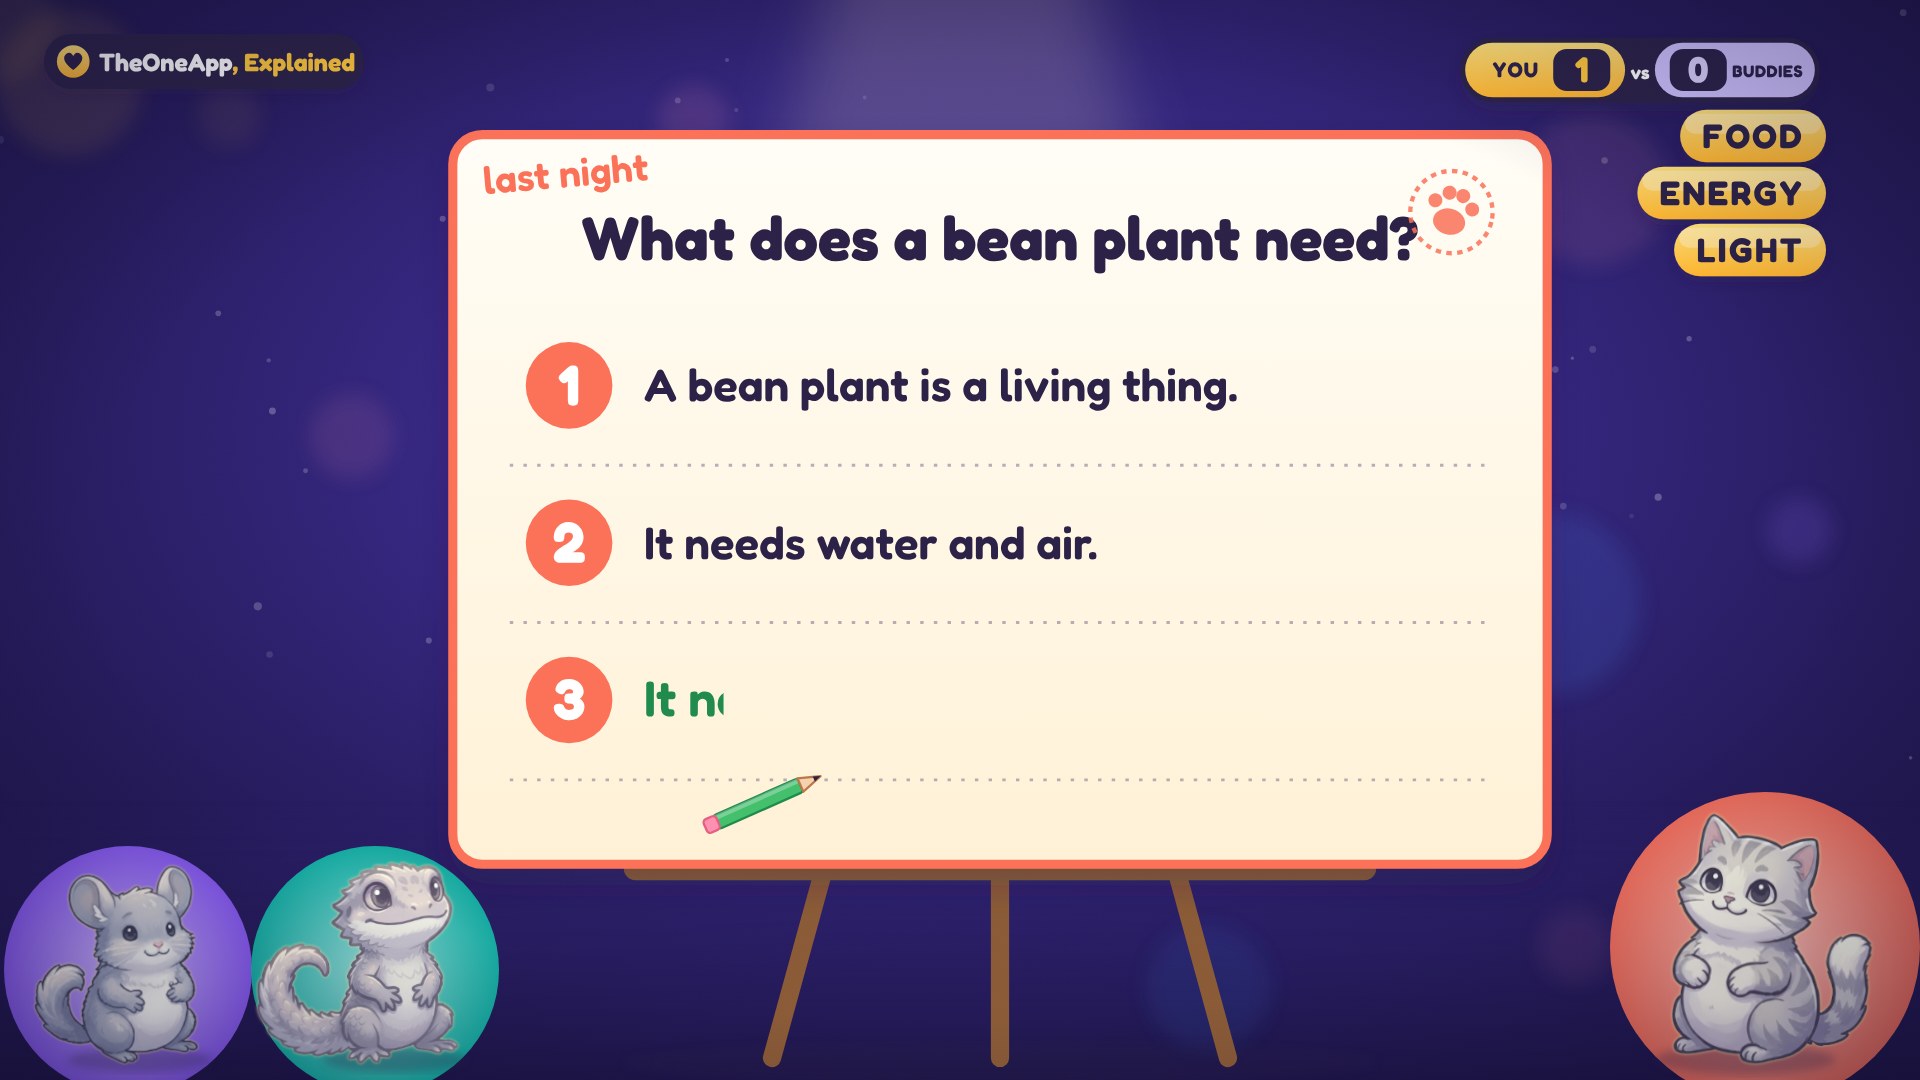 TheOneApp, Explained
YOU 1 vs 0 BUDDIES
FOOD
ENERGY
LIGHT
last night
What does a bean plant need?
1 A bean plant is a living thing.
2 It needs water and air.
3 It